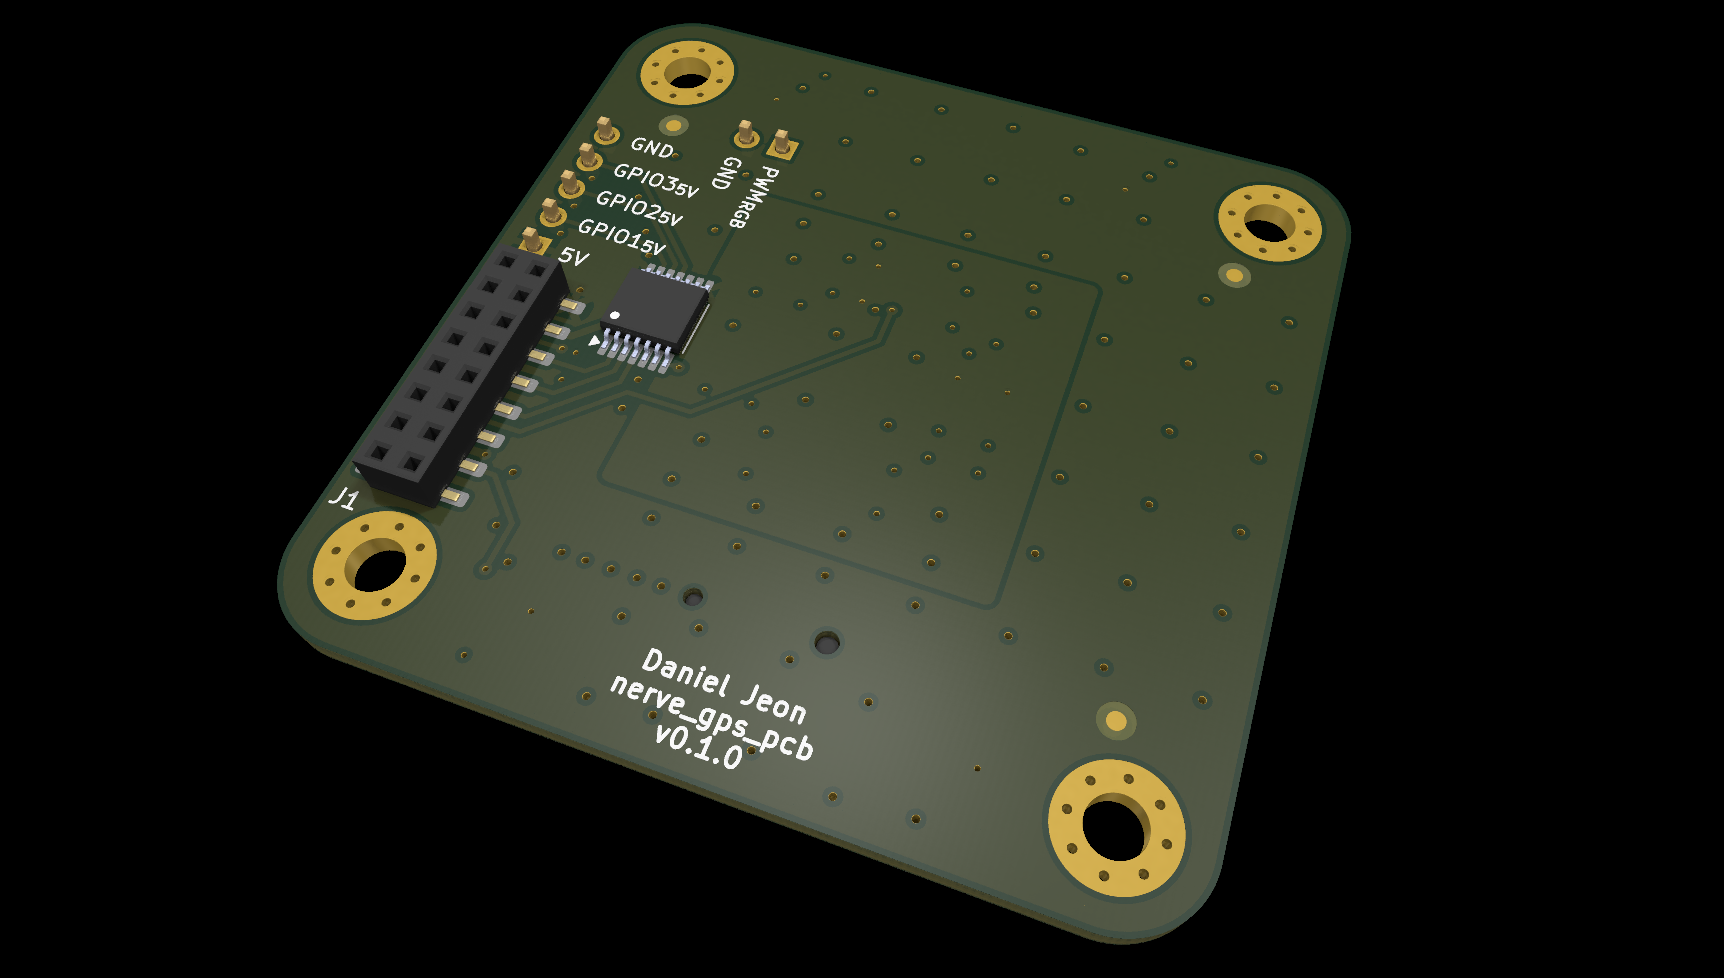 GND
GPIO35V
GPIO25V
GPIO15V
5V
GND
PWMRGB
J1
Daniel Jeon
nerve_gps_pcb
v0.1.0